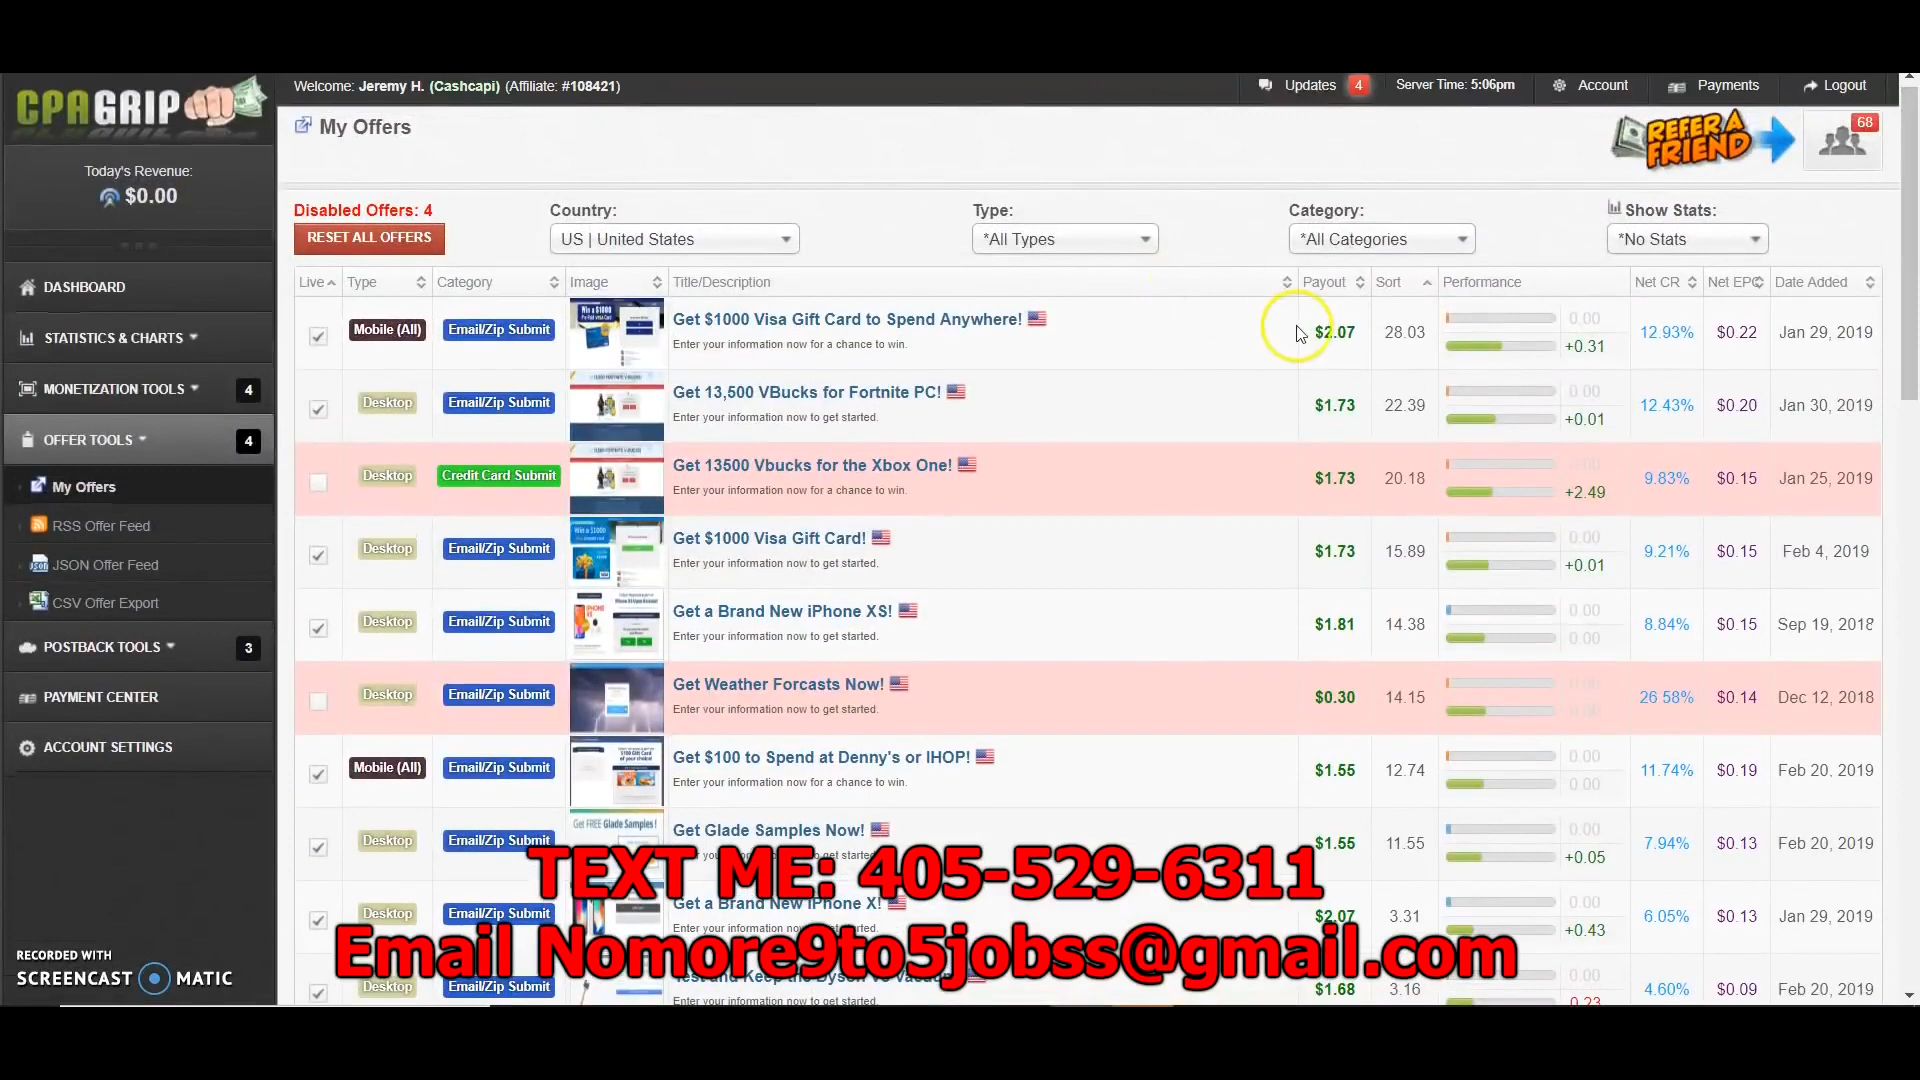 CPAGRIP
Welcome: Jeremy H. (Cashcapi) (Affiliate: #108421)
Updates 4
Server Time: 5:06pm
Account
Payments
Logout
Today's Revenue:
$0.00
My Offers
REFER A FRIEND
68
Disabled Offers: 4
RESET ALL OFFERS
Country:
US | United States
Type:
*All Types
Category:
*All Categories
Show Stats:
*No Stats
DASHBOARD
STATISTICS & CHARTS
MONETIZATION TOOLS 4
OFFER TOOLS 4
My Offers
RSS Offer Feed
JSON Offer Feed
CSV Offer Export
POSTBACK TOOLS 3
PAYMENT CENTER
ACCOUNT SETTINGS
Live Type Category Image Title/Description Payout Sort Performance Net CR Net EPC Date Added
Mobile (All) Email/Zip Submit Get $1000 Visa Gift Card to Spend Anywhere! $2.07 28.03 0.00 +0.31 12.93% $0.22 Jan 29, 2019
Enter your information now for a chance to win.
Desktop Email/Zip Submit Get 13,500 VBucks for Fortnite PC! $1.73 22.39 0.00 +0.01 12.43% $0.20 Jan 30, 2019
Enter your information now to get started.
Desktop Credit Card Submit Get 13500 Vbucks for the Xbox One! $1.73 20.18 0.00 +2.49 9.83% $0.15 Jan 25, 2019
Enter your information now for a chance to win.
Desktop Email/Zip Submit Get $1000 Visa Gift Card! $1.73 15.89 0.00 +0.01 9.21% $0.15 Feb 4, 2019
Enter your information now to get started.
Desktop Email/Zip Submit Get a Brand New iPhone XS! $1.81 14.38 0.00 0.00 8.84% $0.15 Sep 19, 2018
Enter your information now to get started.
Desktop Email/Zip Submit Get Weather Forcasts Now! $0.30 14.15 0.00 0.00 26.58% $0.14 Dec 12, 2018
Enter your information now to get started.
Mobile (All) Email/Zip Submit Get $100 to Spend at Denny's or IHOP! $1.55 12.74 0.00 0.00 11.74% $0.19 Feb 20, 2019
Enter your information now for a chance to win.
Get FREE Glade Samples!
Desktop Email/Zip Submit Get Glade Samples Now! $1.55 11.55 0.00 +0.05 7.94% $0.13 Feb 20, 2019
Desktop Email/Zip Submit Get a Brand New iPhone X! $2.07 3.31 0.00 +0.43 6.05% $0.13 Jan 29, 2019
Desktop Email/Zip Submit $1.68 3.16 0.00 0.23 4.60% $0.09 Feb 20, 2019
TEXT ME: 405-529-6311
Email Nomore9to5jobss@gmail.com
RECORDED WITH
SCREENCAST MATIC